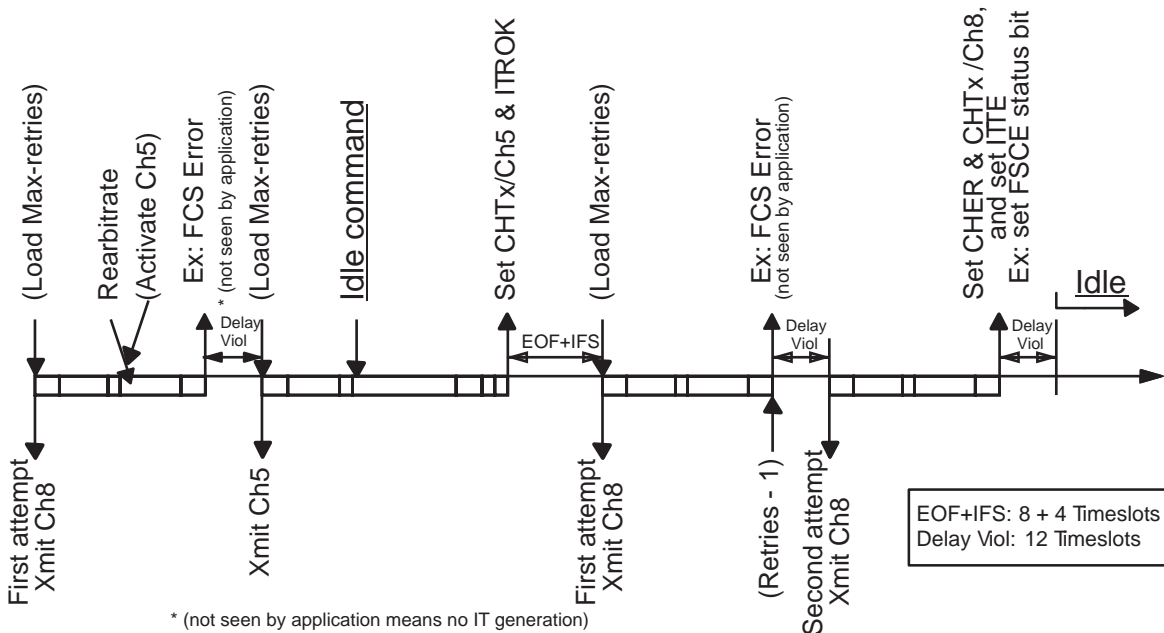 (Load Max-retries)
Rearbitrate
(Activate Ch5)
Ex: FCS Error
* (not seen by application)
(Load Max-retries)
Idle command
Set CHTx/Ch5 & ITROK
(Load Max-retries)
Ex: FCS Error
(not seen by application)
Set CHER & CHTx /Ch8,
and set ITTE
Ex: set FSCE status bit
Idle
Delay
Viol
EOF+IFS
Delay
Viol
Delay
Viol
First attempt
Xmit Ch8
Xmit Ch5
First attempt
Xmit Ch8
(Retries - 1)
Second attempt
Xmit Ch8
EOF+IFS: 8 + 4 Timeslots
Delay Viol: 12 Timeslots
* (not seen by application means no IT generation)